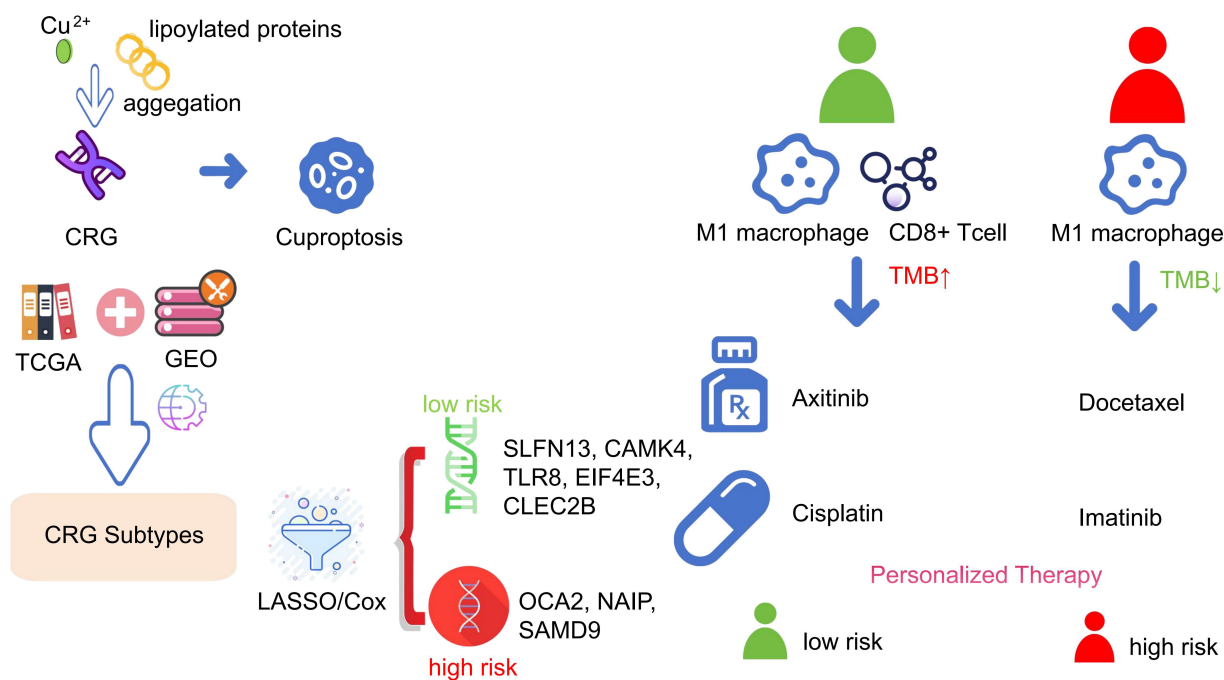 Cu²⁺
lipoylated proteins
aggegation
CRG
Cuproptosis
TCGA
GEO
CRG Subtypes
LASSO/Cox
low risk
SLFN13, CAMK4,
TLR8, EIF4E3,
CLEC2B
OCA2, NAIP,
SAMD9
high risk
M1 macrophage
CD8+ Tcell
M1 macrophage
TMB↑
TMB↓
Rx
Axitinib
Docetaxel
Cisplatin
Imatinib
Personalized Therapy
low risk
high risk